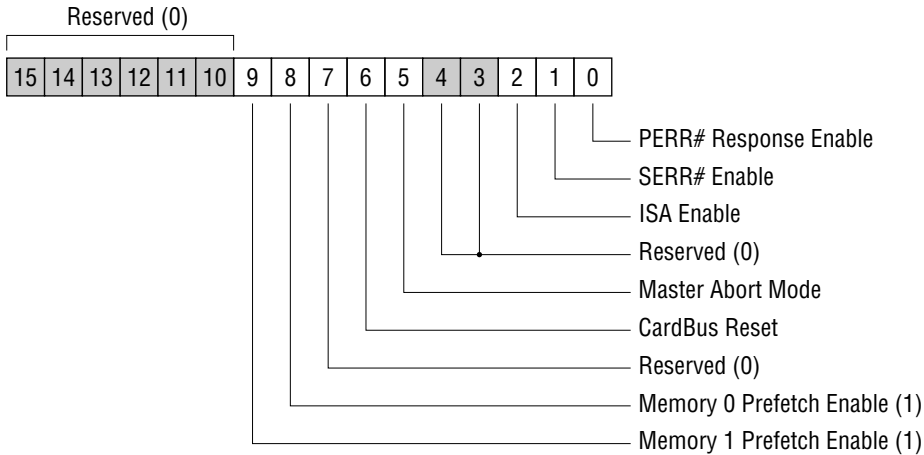 Reserved (0)
15 14 13 12 11 10 9 8 7 6 5 4 3 2 1 0
PERR# Response Enable
SERR# Enable
ISA Enable
Reserved (0)
Master Abort Mode
CardBus Reset
Reserved (0)
Memory 0 Prefetch Enable (1)
Memory 1 Prefetch Enable (1)